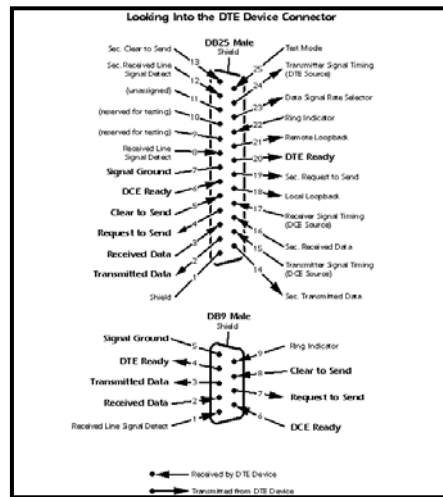 Looking Into the DTE Device Connector
DB25 Male
Shield
Sec. Clear to Send
13
Sec. Received Line
Signal Detect
12
(unassigned)
11
(reserved for testing)
10
(reserved for testing)
9
Received Line
Signal Detect
8
Signal Ground
7
DCE Ready
6
Clear to Send
5
Request to Send
4
Received Data
3
Transmitted Data
2
Shield
1
25
Test Mode
24
Transmitter Signal Timing
(DTE Source)
23
Data Signal Rate Selector
22
Ring Indicator
21
Remote Loopback
20
DTE Ready
19
Sec. Request to Send
18
Local Loopback
17
Receiver Signal Timing
(DCE Source)
16
Sec. Received Data
15
Transmitter Signal Timing
(DCE Source)
14
Sec. Transmitted Data
DB9 Male
Shield
Signal Ground
5
DTE Ready
4
Transmitted Data
3
Received Data
2
Received Line Signal Detect
1
9
Ring Indicator
8
Clear to Send
7
Request to Send
6
DCE Ready
Received by DTE Device
Transmitted from DTE Device